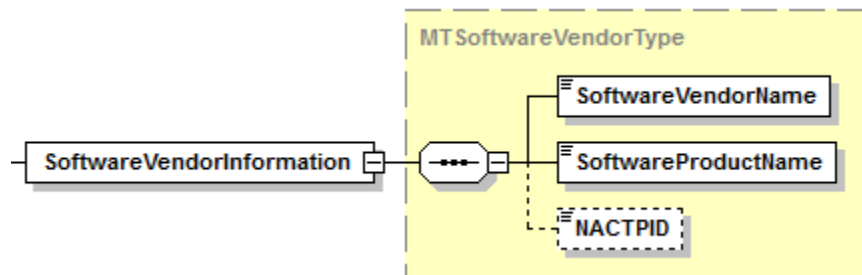 MTSoftwareVendorType
SoftwareVendorName
SoftwareVendorInformation
SoftwareProductName
NACTPID